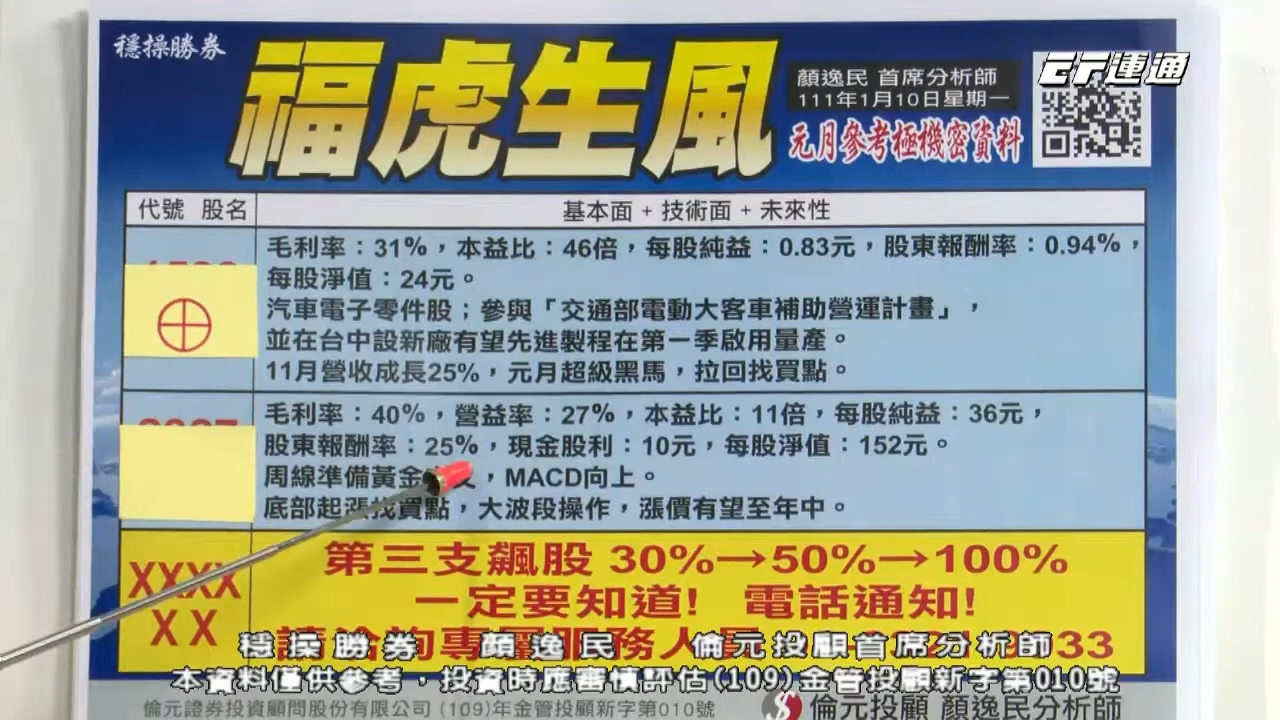 穩操勝券
福虎生風
顏逸民 首席分析師
111年1月10日星期一
元月參考極機密資料
EF運通
代號 股名
基本面 + 技術面 + 未來性
毛利率：31%，本益比：46倍，每股純益：0.83元，股東報酬率：0.94%，
每股淨值：24元。
汽車電子零件股；參與「交通部電動大客車補助營運計畫」，
並在台中設新廠有望先進製程在第一季啟用量產。
11月營收成長25%，元月超級黑馬，拉回找買點。
毛利率：40%，營益率：27%，本益比：11倍，每股純益：36元，
股東報酬率：25%，現金股利：10元，每股淨值：152元。
周線準備黃金，MACD向上。
底部起漲找買點，大波段操作，漲價有望至年中。
XXXX
XX
第三支飆股 30%→50%→100%
一定要知道! 電話通知!
請洽詢專屬服務人 33
穩操勝券 顏逸民 倫元投顧首席分析師
本資料僅供參考，投資時應審慎評估(109)金管投顧新字第010號
倫元證券投資顧問股份有限公司 (109)年金管投顧新字第010號
倫元投顧 顏逸民分析師